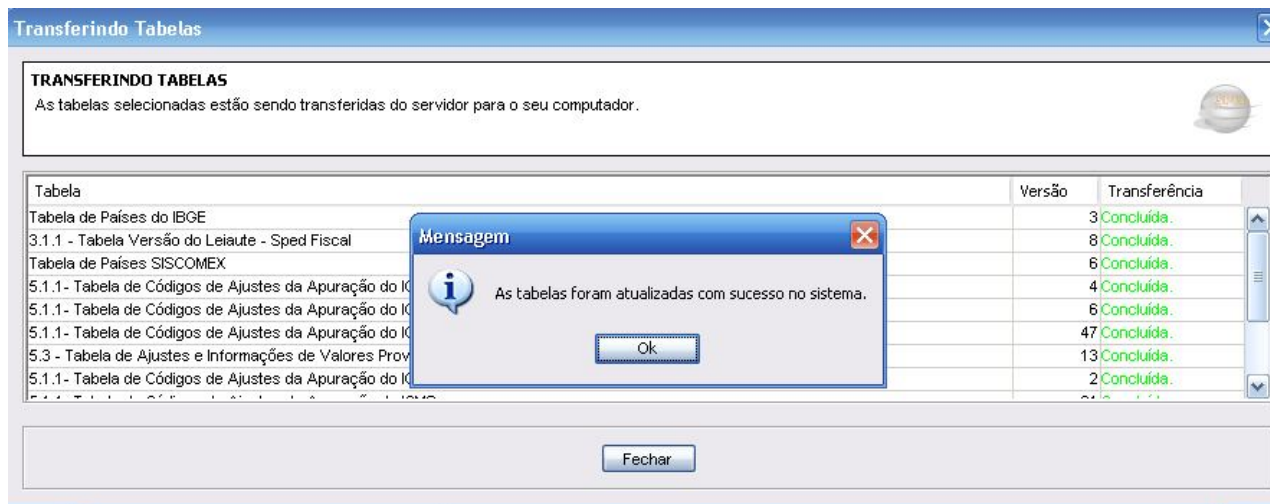 Transferindo Tabelas
TRANSFERINDO TABELAS
As tabelas selecionadas estão sendo transferidas do servidor para o seu computador.
Tabela Versão Transferência
Tabela de Países do IBGE 3 Concluída.
3.1.1 - Tabela Versão do Leiaute - Sped Fiscal 8 Concluída.
Tabela de Países SISCOMEX 6 Concluída.
5.1.1- Tabela de Códigos de Ajustes da Apuração do 4 Concluída.
5.1.1- Tabela de Códigos de Ajustes da Apuração do 6 Concluída.
5.1.1- Tabela de Códigos de Ajustes da Apuração do 47 Concluída.
5.3 - Tabela de Ajustes e Informações de Valores Prov 13 Concluída.
5.1.1- Tabela de Códigos de Ajustes da Apuração do 2 Concluída.
Mensagem
As tabelas foram atualizadas com sucesso no sistema.
Ok
Fechar